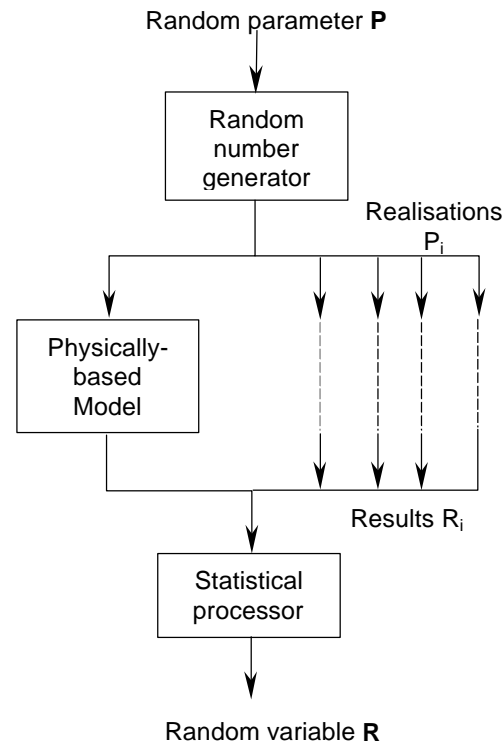 Random parameter P
Random
number
generator
Realisations
Pi
Physically-
based
Model
Results Ri
Statistical
processor
Random variable R